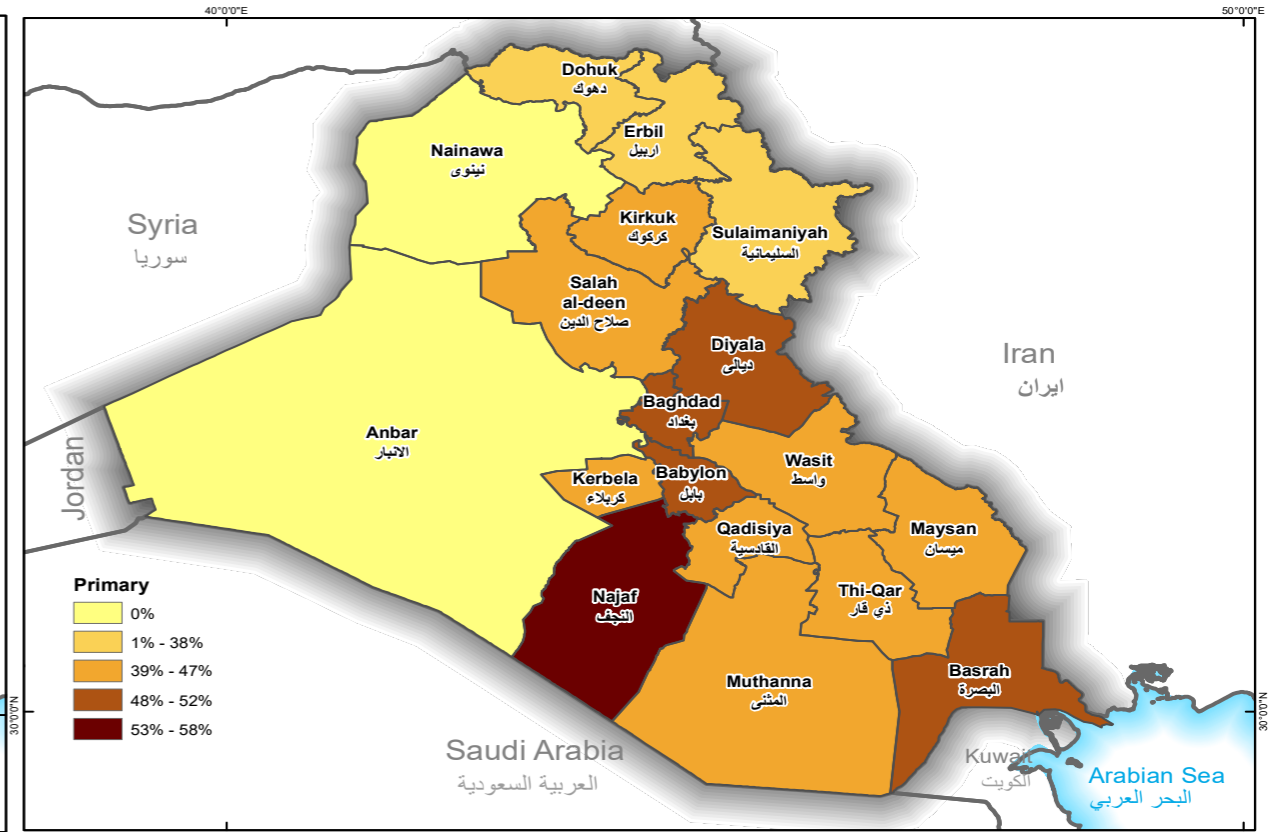 40°0'0"E
50°0'0"E
Dohuk
دهوك
Erbil
اربيل
Nainawa
نينوى
Kirkuk
كركوك
Sulaimaniyah
السليمانية
Syria
سوريا
Salah
al-deen
صلاح الدين
Diyala
ديالى
Iran
ايران
Baghdad
بغداد
Anbar
الانبار
Jordan
Wasit
واسط
Babylon
بابل
Kerbela
كربلاء
Qadisiya
القادسية
Maysan
ميسان
Najaf
النجف
Thi-Qar
ذي قار
Basrah
البصرة
Muthanna
المثنى
Primary
0%
1% - 38%
39% - 47%
48% - 52%
53% - 58%
30°0'0"N
30°0'0"N
Saudi Arabia
العربية السعودية
Kuwait
الكويت
Arabian Sea
البحر العربي